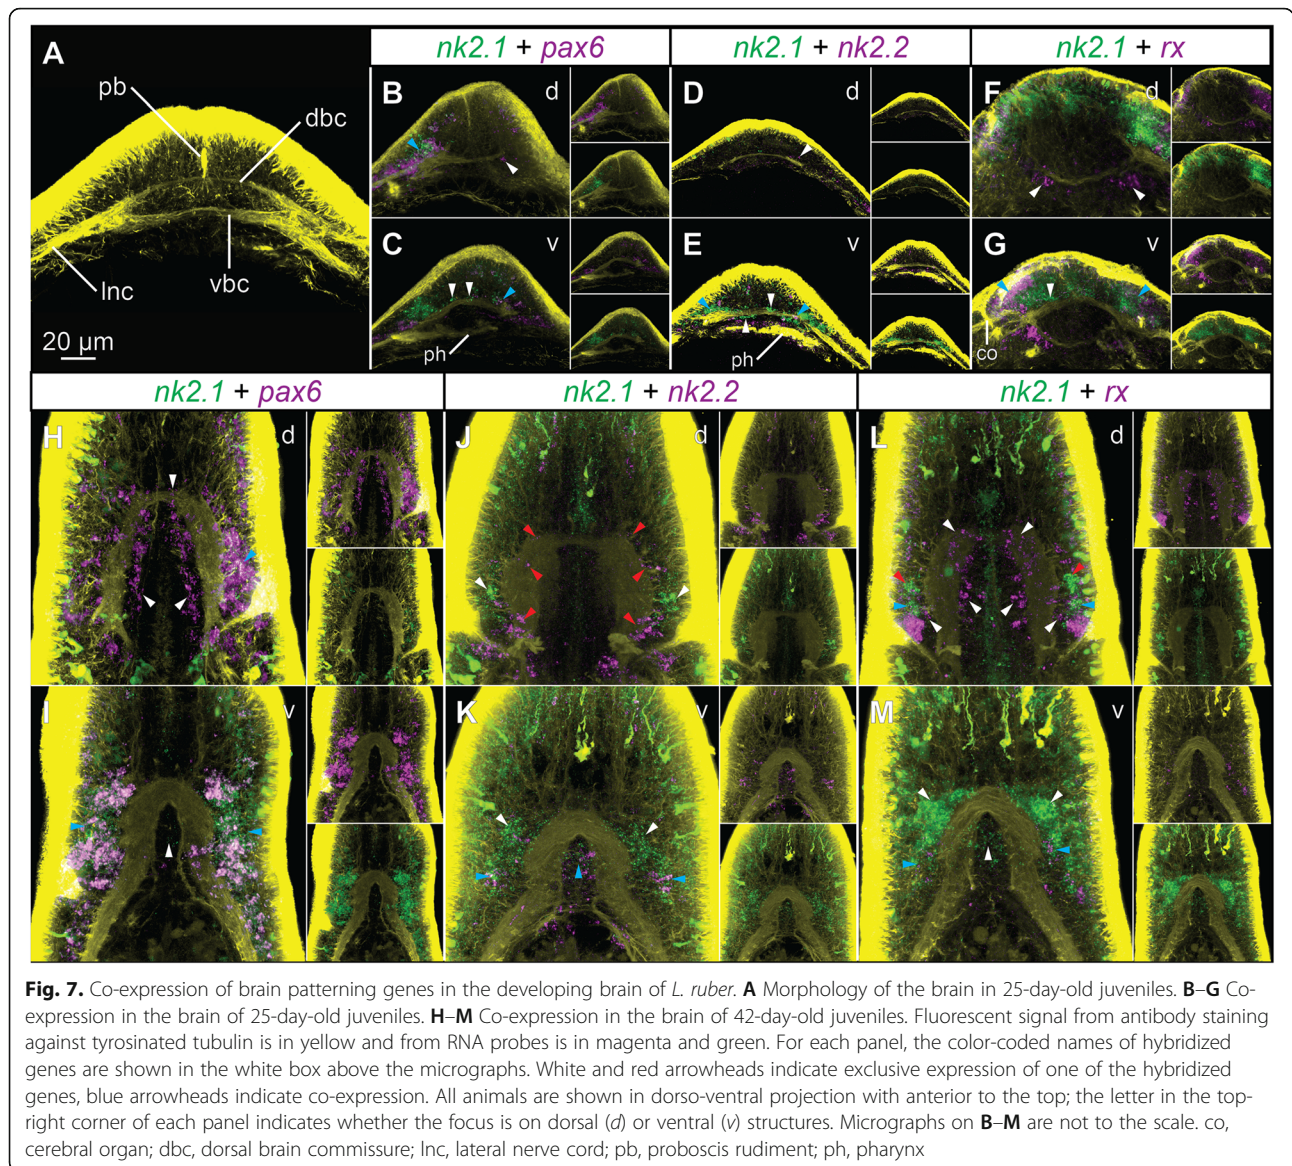 A
pb
dbc
lnc
vbc
20 µm
nk2.1 + pax6
nk2.1 + nk2.2
nk2.1 + rx
B
d
D
d
F
d
C
v
ph
E
v
ph
G
v
co
nk2.1 + pax6
nk2.1 + nk2.2
nk2.1 + rx
H
d
J
d
L
d
I
v
K
v
M
v
Fig. 7. Co-expression of brain patterning genes in the developing brain of L. ruber. A Morphology of the brain in 25-day-old juveniles. B–G Co-
expression in the brain of 25-day-old juveniles. H–M Co-expression in the brain of 42-day-old juveniles. Fluorescent signal from antibody staining
against tyrosinated tubulin is in yellow and from RNA probes is in magenta and green. For each panel, the color-coded names of hybridized
genes are shown in the white box above the micrographs. White and red arrowheads indicate exclusive expression of one of the hybridized
genes, blue arrowheads indicate co-expression. All animals are shown in dorso-ventral projection with anterior to the top; the letter in the top-
right corner of each panel indicates whether the focus is on dorsal (d) or ventral (v) structures. Micrographs on B–M are not to the scale. co,
cerebral organ; dbc, dorsal brain commissure; lnc, lateral nerve cord; pb, proboscis rudiment; ph, pharynx